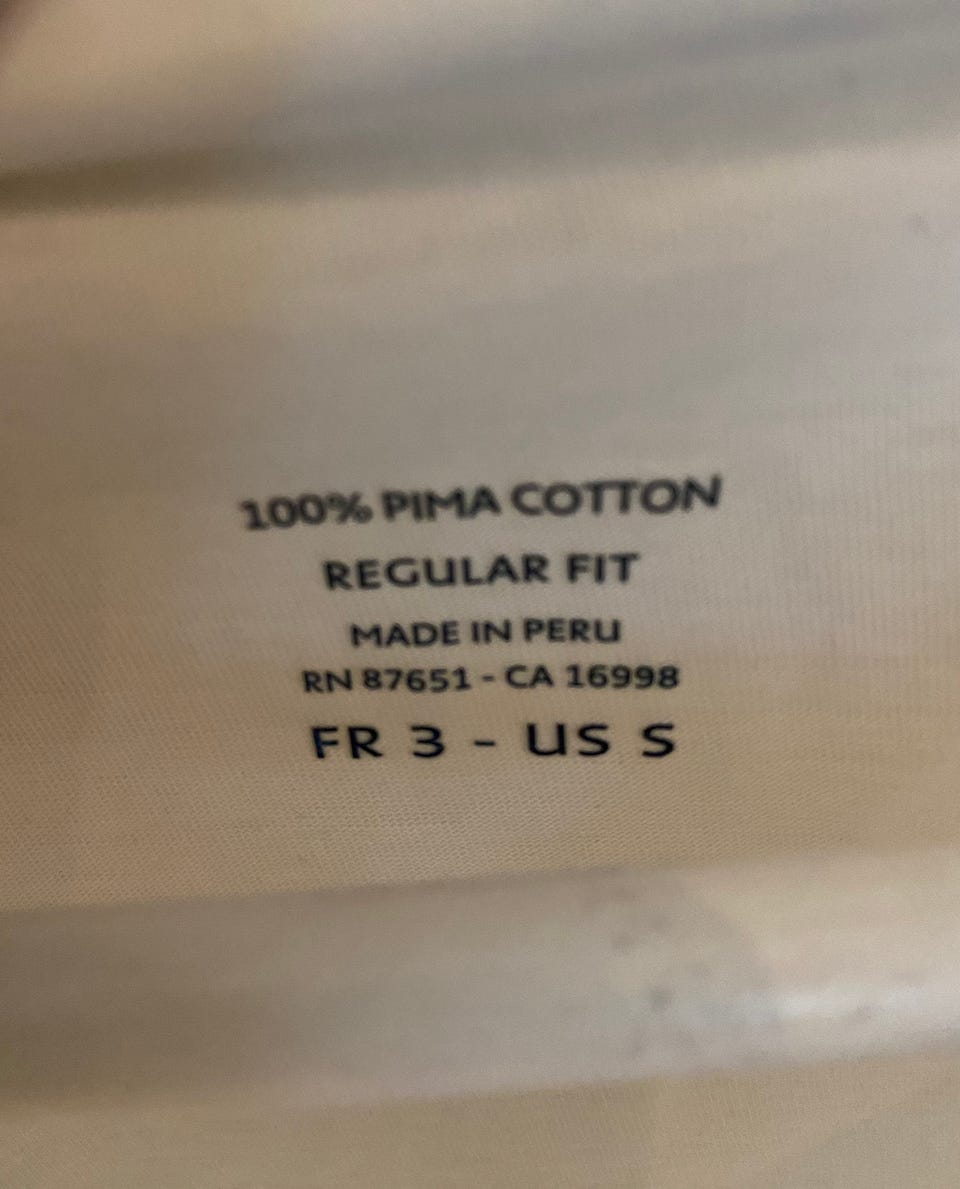 100% PIMA COTTON
REGULAR FIT
MADE IN PERU
RN 87651 - CA 16998
FR 3 - US S